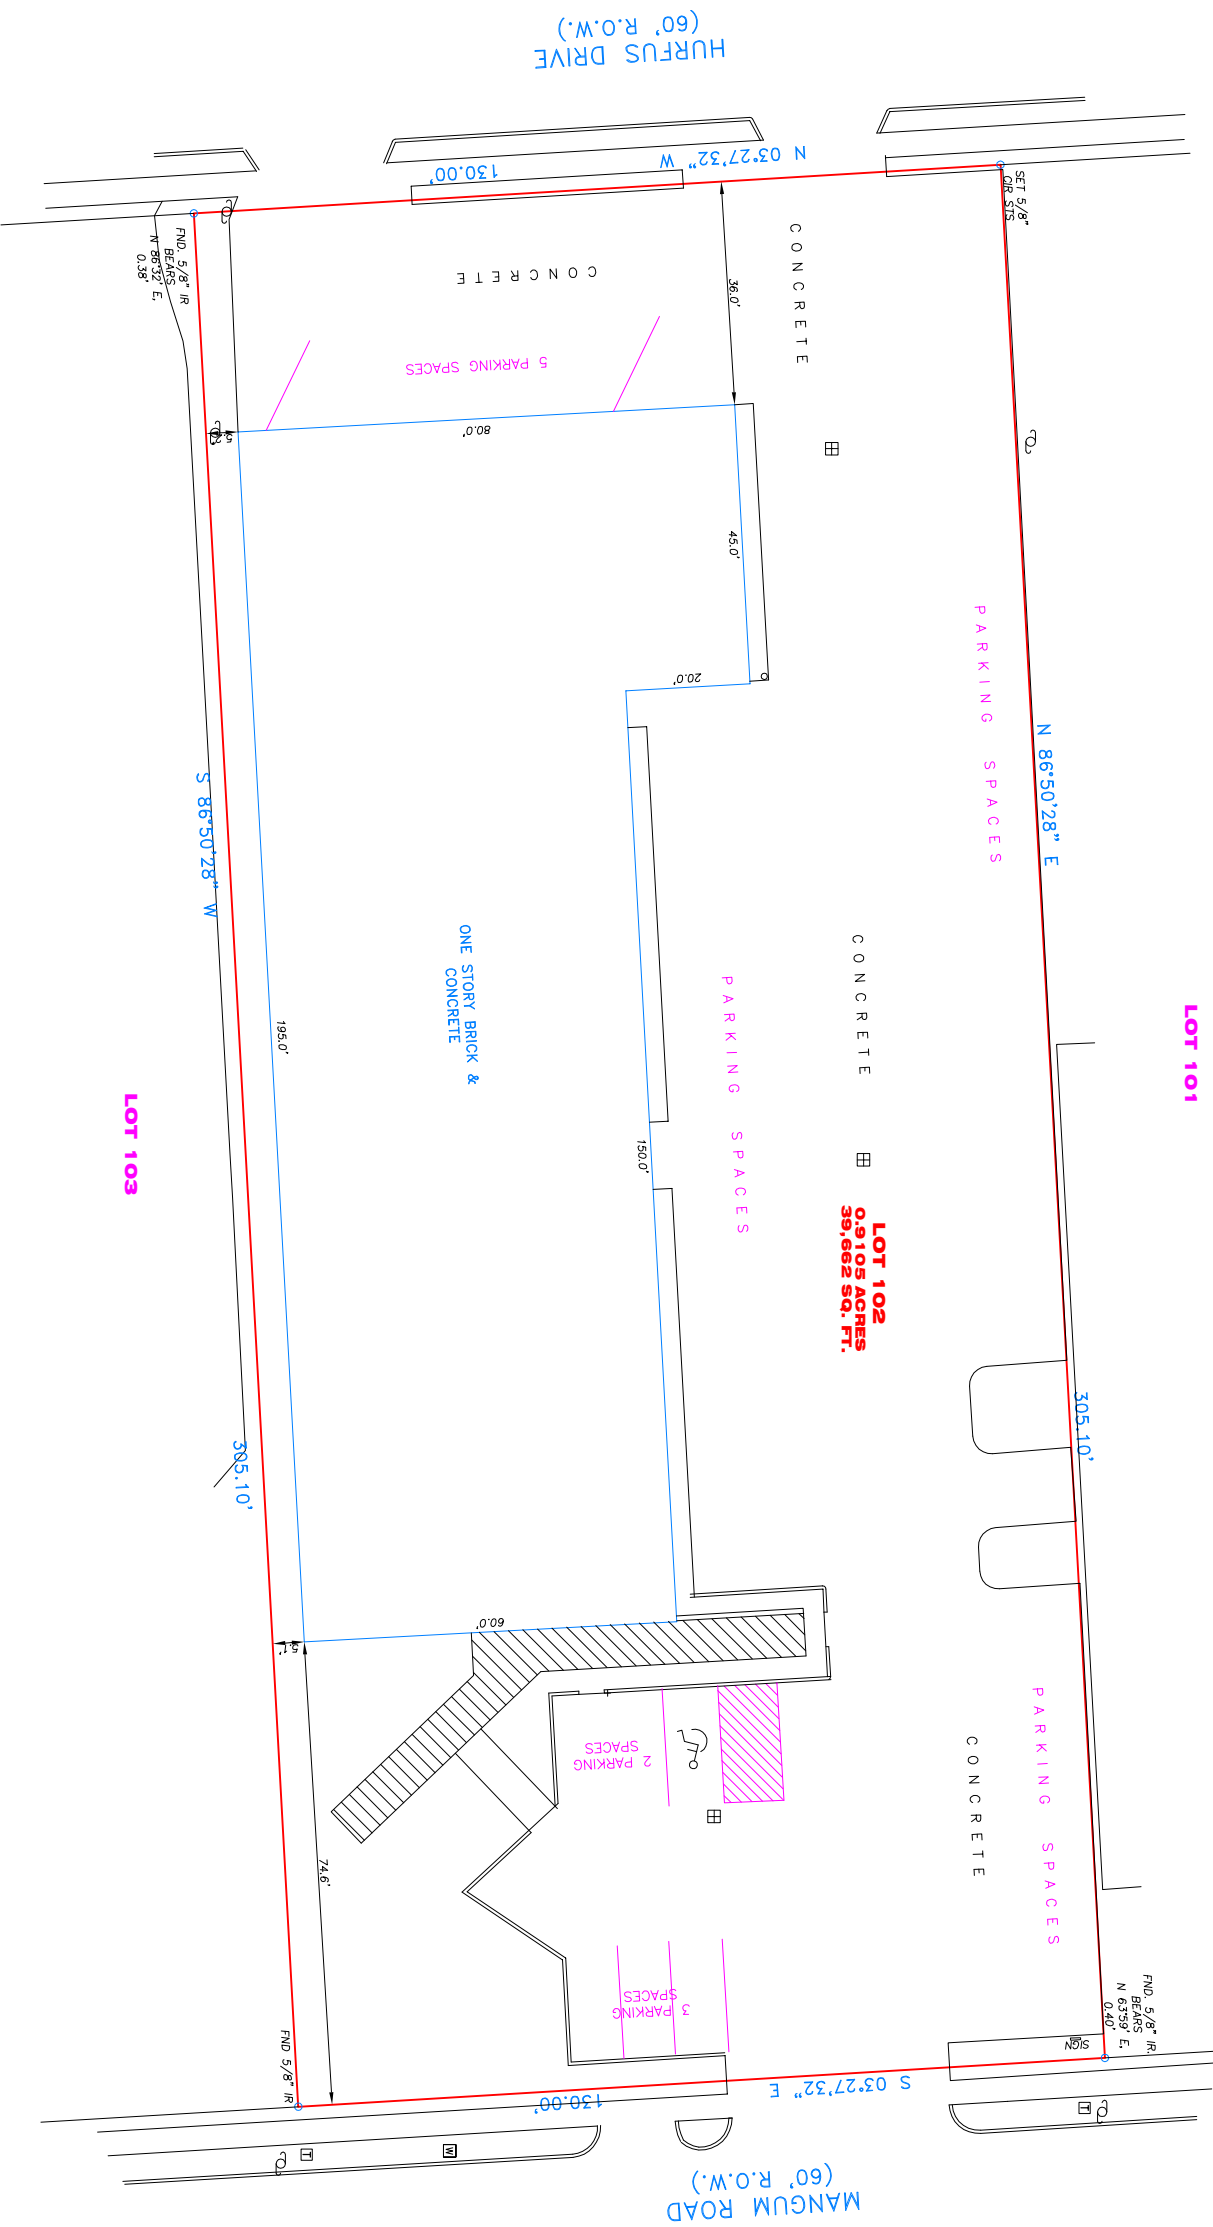 HURFUS DRIVE
(60' R.O.W.)
N 03°27'32" W
130.00'
SET 5/8"
CIR STS
FND. 5/8" IR
BEARS
N 86°32' E,
0.38'
CONCRETE
CONCRETE
36.0'
5 PARKING SPACES
80.0'
45.0'
20.0'
PARKING SPACES
N 86°50'28" E
S 86°50'28" W
ONE STORY BRICK &
CONCRETE
CONCRETE
PARKING SPACES
195.0'
150.0'
LOT 101
LOT 103
LOT 102
0.9105 ACRES
39,662 SQ. FT.
305.10'
305.10'
60.0'
2 PARKING
SPACES
PARKING SPACES
CONCRETE
74.6'
3 PARKING
SPACES
FND. 5/8" IR.
BEARS
N 63°59' E,
0.40'
SIGN
FND 5/8" IR
S 03°27'32" E
130.00'
T
T
W
MANGUM ROAD
(60' R.O.W.)